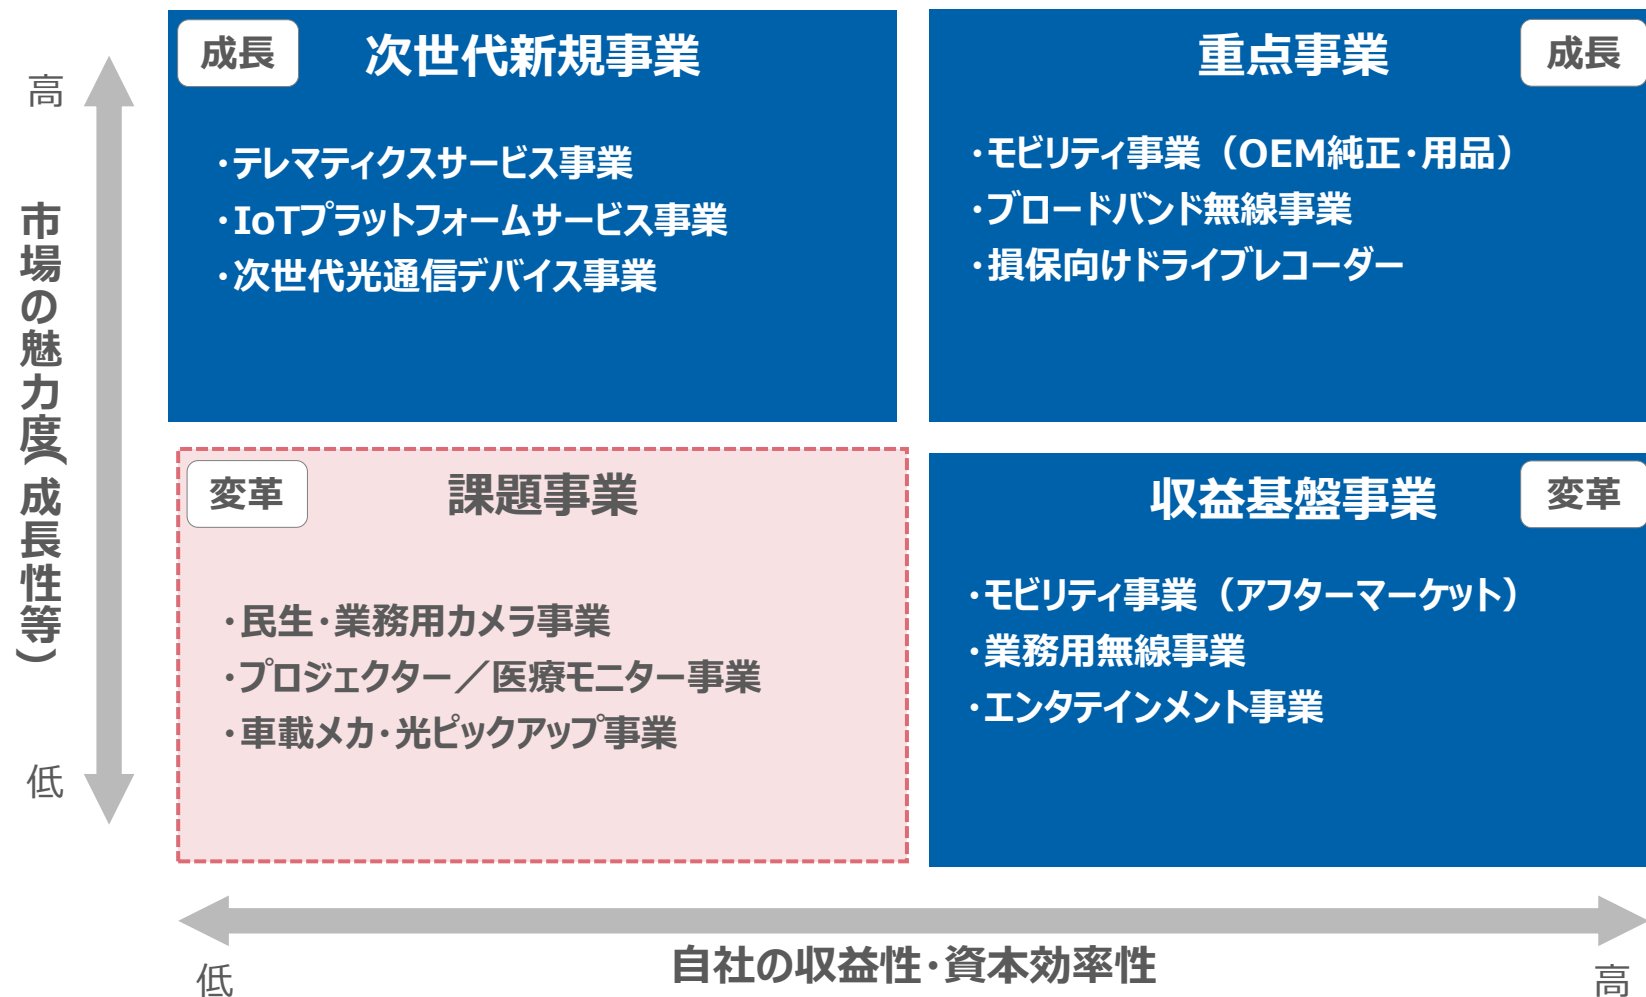 高
市場の魅力度(成長性等)
低
成長
次世代新規事業
・テレマティクスサービス事業
・IoTプラットフォームサービス事業
・次世代光通信デバイス事業
重点事業
成長
・モビリティ事業（OEM純正・用品）
・ブロードバンド無線事業
・損保向けドライブレコーダー
変革
課題事業
・民生・業務用カメラ事業
・プロジェクター／医療モニター事業
・車載メカ・光ピックアップ事業
収益基盤事業
変革
・モビリティ事業（アフターマーケット）
・業務用無線事業
・エンタテインメント事業
低
自社の収益性・資本効率性
高